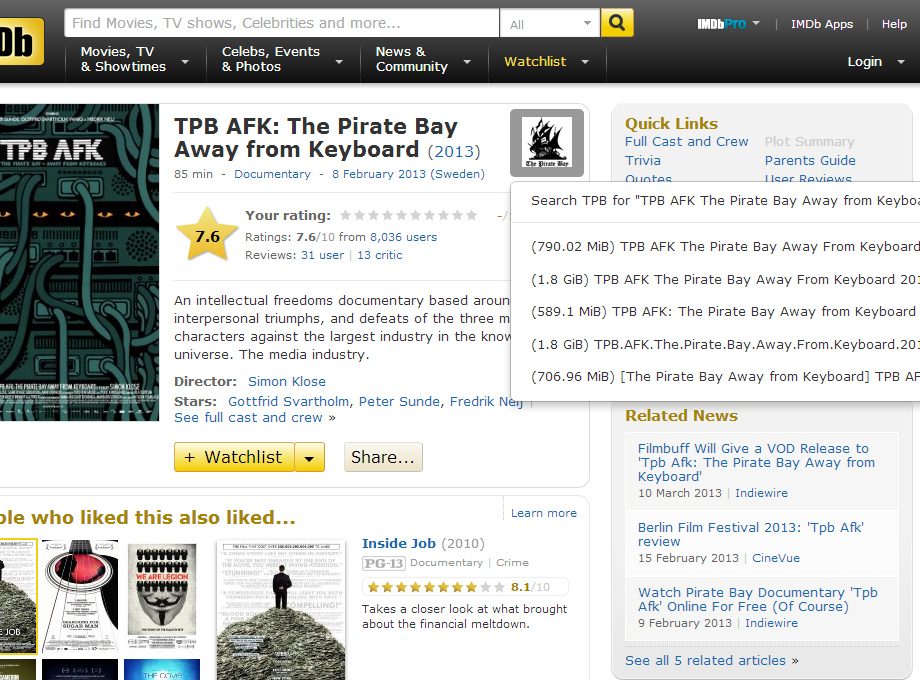 Db
Find Movies, TV shows, Celebrities and more...
All
IMDbPro
IMDb Apps
Help
Movies, TV
& Showtimes
Celebs, Events
& Photos
News &
Community
Watchlist
Login
TPB AFK
THE PIRATE BAY AWAY FROM KEYBOARD
TPB AFK: The Pirate Bay
Away from Keyboard (2013)
85 min - Documentary - 8 February 2013 (Sweden)
The Pirate Bay
7.6
Your rating:
-/
Ratings: 7.6/10 from 8,036 users
Reviews: 31 user | 13 critic
An intellectual freedoms documentary based aroun
interpersonal triumphs, and defeats of the three m
characters against the largest industry in the know
universe. The media industry.
Director: Simon Klose
Stars: Gottfrid Svartholm, Peter Sunde, Fredrik Neij |
See full cast and crew »
+ Watchlist
Share...
Quick Links
Full Cast and Crew
Plot Summary
Trivia
Parents Guide
Quotes
User Reviews
Search TPB for "TPB AFK The Pirate Bay Away from Keyboa
(790.02 MiB) TPB AFK The Pirate Bay Away From Keyboard
(1.8 GiB) TPB AFK The Pirate Bay Away From Keyboard 201
(589.1 MiB) TPB AFK: The Pirate Bay Away from Keyboard
(1.8 GiB) TPB.AFK.The.Pirate.Bay.Away.From.Keyboard.201
(706.96 MiB) [The Pirate Bay Away from Keyboard] TPB AF
Related News
Filmbuff Will Give a VOD Release to
'Tpb Afk: The Pirate Bay Away from
Keyboard'
10 March 2013 | Indiewire
Berlin Film Festival 2013: 'Tpb Afk'
review
15 February 2013 | CineVue
Watch Pirate Bay Documentary 'Tpb
Afk' Online For Free (Of Course)
9 February 2013 | Indiewire
See all 5 related articles »
ple who liked this also liked...
Learn more
E JOB
SEARCHING FOR
SUGAR MAN
WE ARE LEGION
Inside Job (2010)
PG-13 Documentary | Crime
8.1/10
Takes a closer look at what brought
about the financial meltdown.
THE COVE